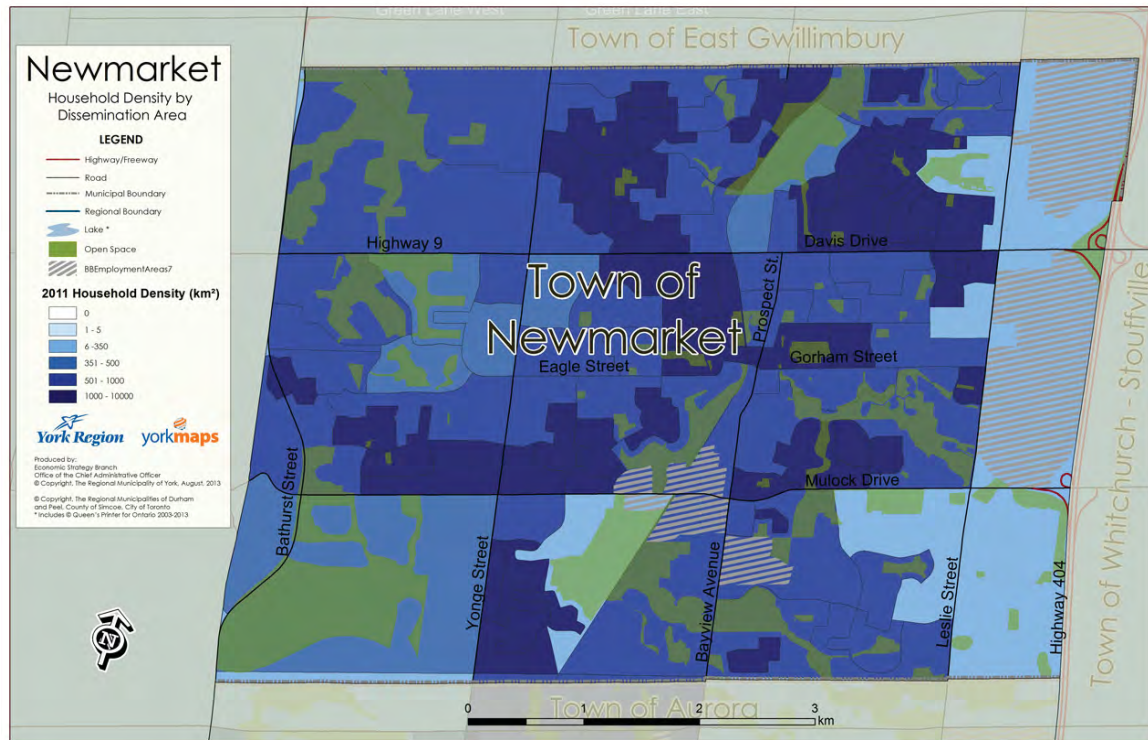 Green Lane West
Green Lane East
Town of East Gwillimbury
Newmarket
Household Density by
Dissemination Area
LEGEND
Highway/Freeway
Road
Municipal Boundary
Regional Boundary
Lake *
Open Space
BBEmploymentAreas7
2011 Household Density (km²)
0
1 - 5
6 -350
351 - 500
501 - 1000
1000 - 10000
York Region
yorkmaps
Produced by:
Economic Strategy Branch
Office of the Chief Administrative Officer
© Copyright, The Regional Municipality of York, August, 2013
© Copyright, The Regional Municipalities of Durham
and Peel, County of Simcoe, City of Toronto
* Includes © Queen's Printer for Ontario 2003-2013
Highway 9
Davis Drive
Town of
Newmarket
Prospect St.
Eagle Street
Gorham Street
Mulock Drive
Bathurst Street
Yonge Street
Bayview Avenue
Leslie Street
Highway 404
Town of Whitchurch - Stouffville
N
Town of Aurora
0 1 2 3
km